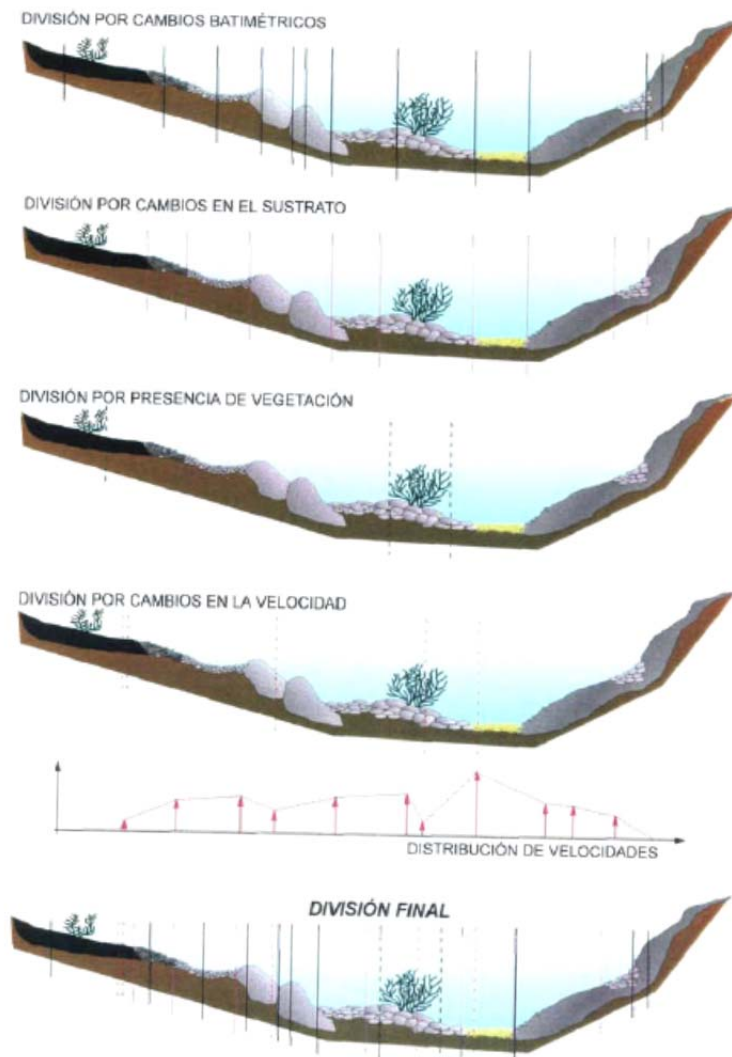 DIVISIÓN POR CAMBIOS BATIMÉTRICOS
DIVISIÓN POR CAMBIOS EN EL SUSTRATO
DIVISIÓN POR PRESENCIA DE VEGETACIÓN
DIVISIÓN POR CAMBIOS EN LA VELOCIDAD
DISTRIBUCIÓN DE VELOCIDADES
DIVISIÓN FINAL